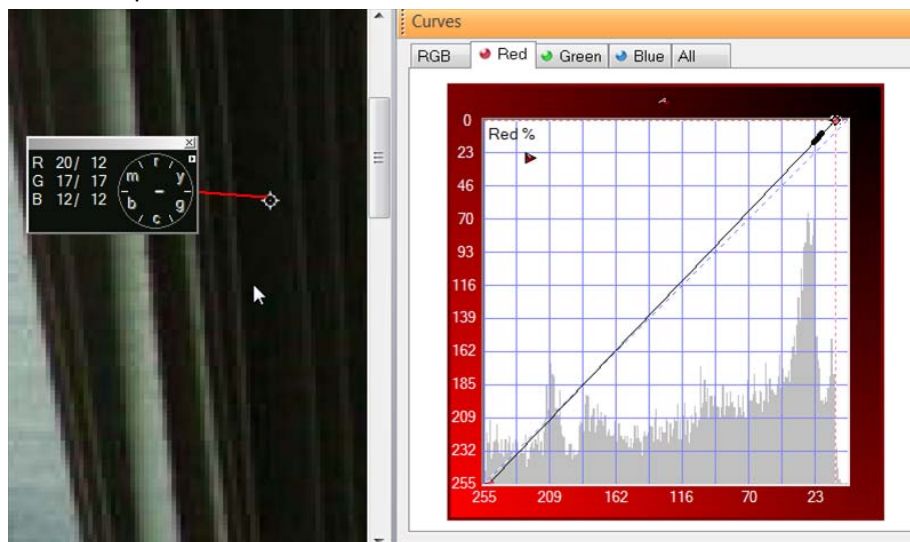 Curves
RGB Red Green Blue All
R 20/ 12
G 17/ 17
B 12/ 12
r
m y
-
b g
c
Red %
0
23
46
70
93
116
139
162
185
209
232
255
255 209 162 116 70 23